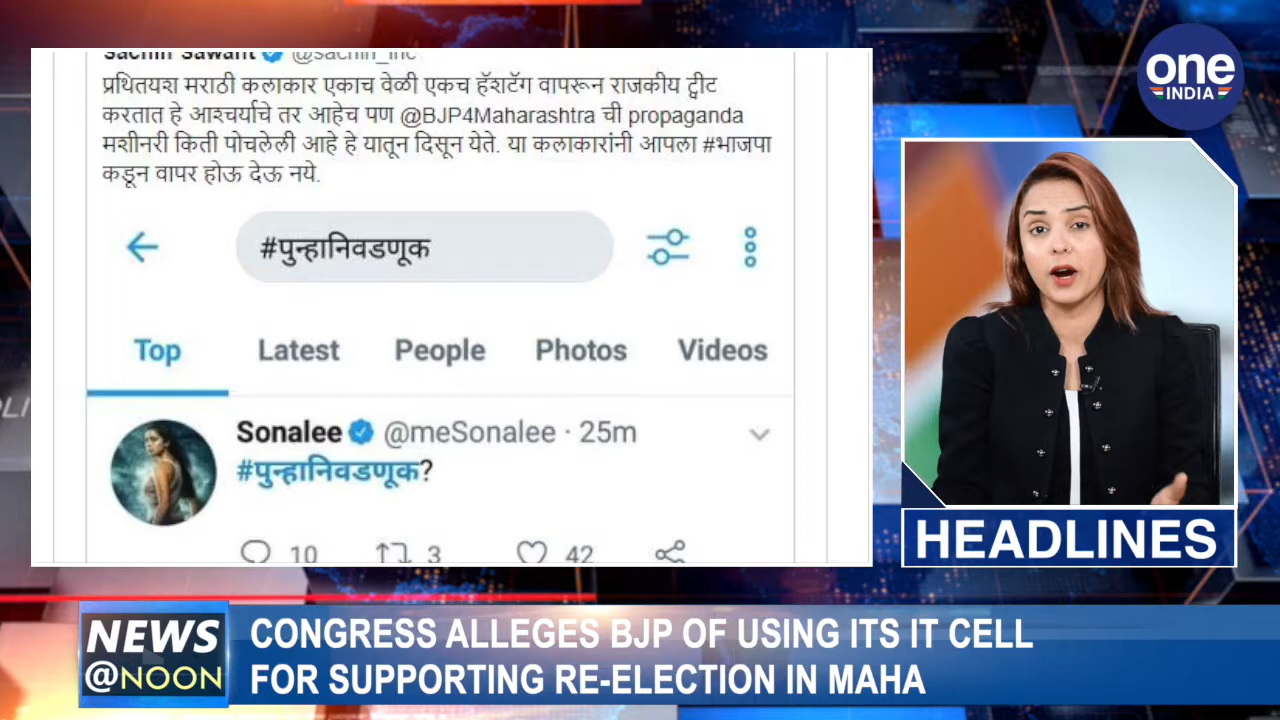 Sachin Sawant @sachin_inc
प्रथितयश मराठी कलाकार एकाच वेळी एकच हॅशटॅग वापरून राजकीय ट्वीट
करतात हे आश्चर्याचे तर आहेच पण @BJP4Maharashtra ची propaganda
मशीनरी किती पोचलेली आहे हे यातून दिसून येते. या कलाकारांनी आपला #भाजपा
कडून वापर होऊ देऊ नये.
#पुन्हानिवडणूक
Top Latest People Photos Videos
Sonalee @meSonalee · 25m
#पुन्हानिवडणूक?
10 3 42
one
INDIA
HEADLINES
NEWS
@NOON
CONGRESS ALLEGES BJP OF USING ITS IT CELL
FOR SUPPORTING RE-ELECTION IN MAHA